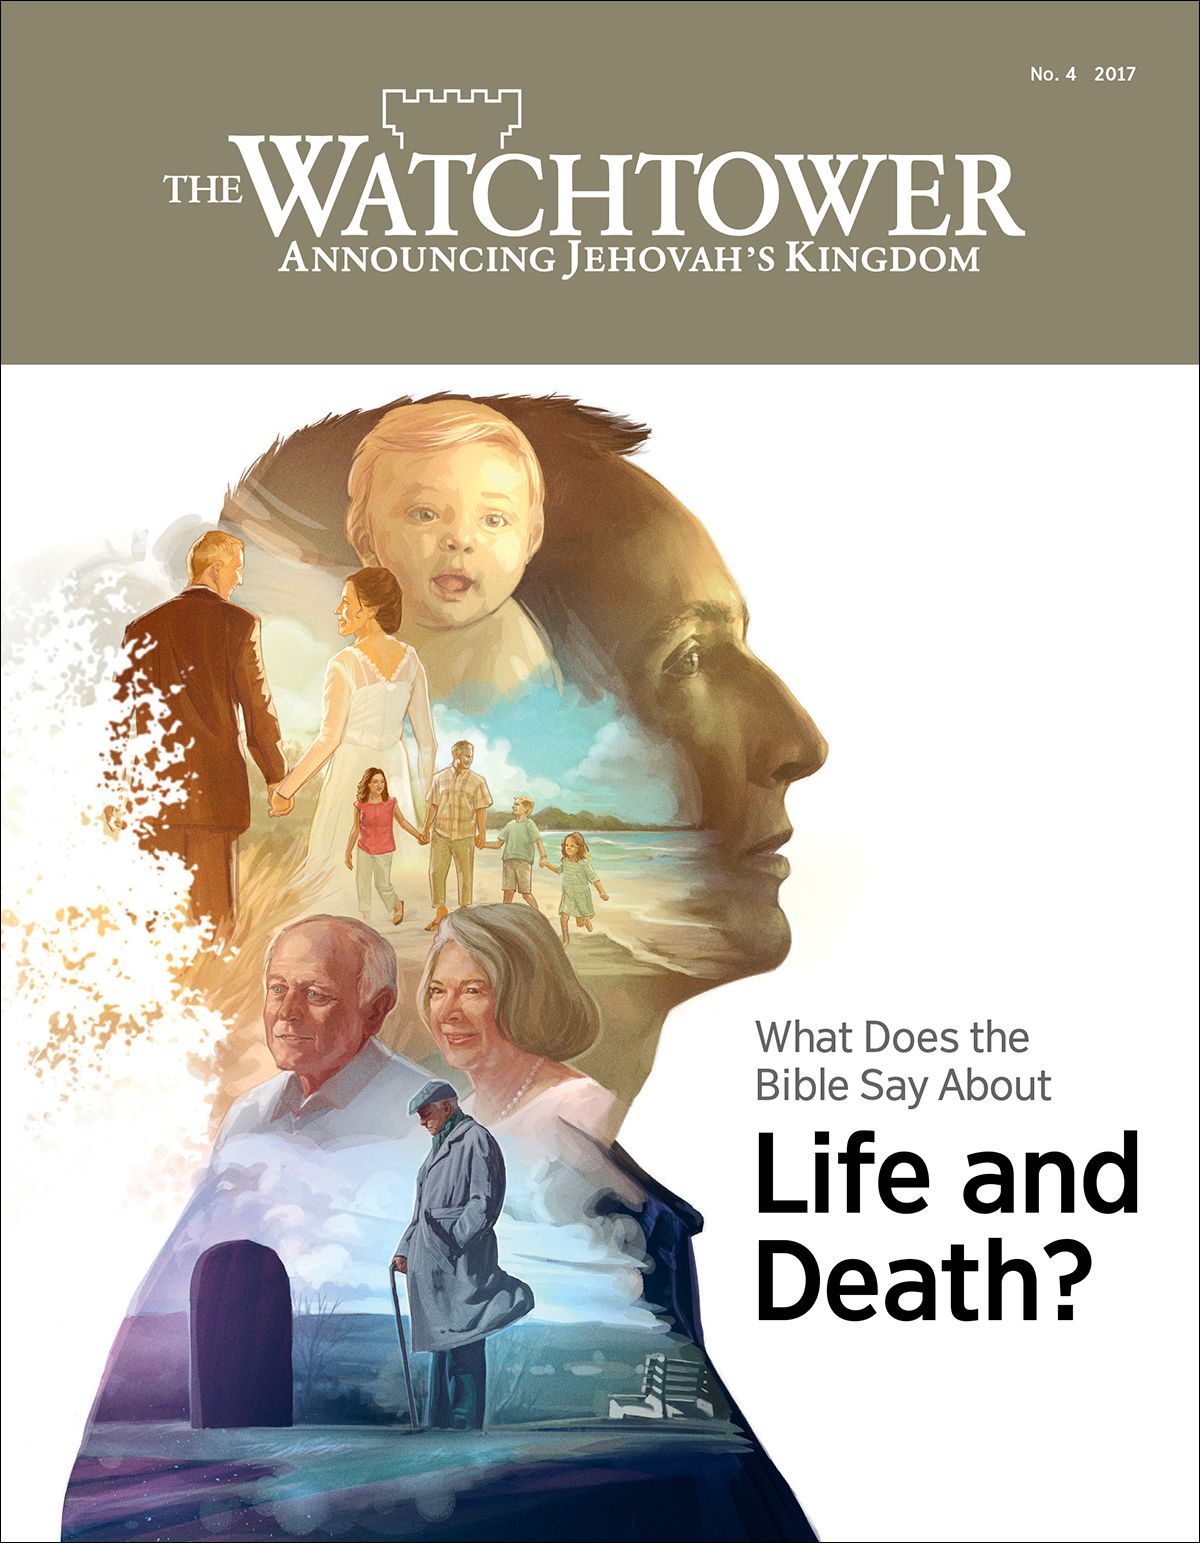 No. 4 2017
THE WATCHTOWER
ANNOUNCING JEHOVAH'S KINGDOM
What Does the
Bible Say About
Life and
Death?